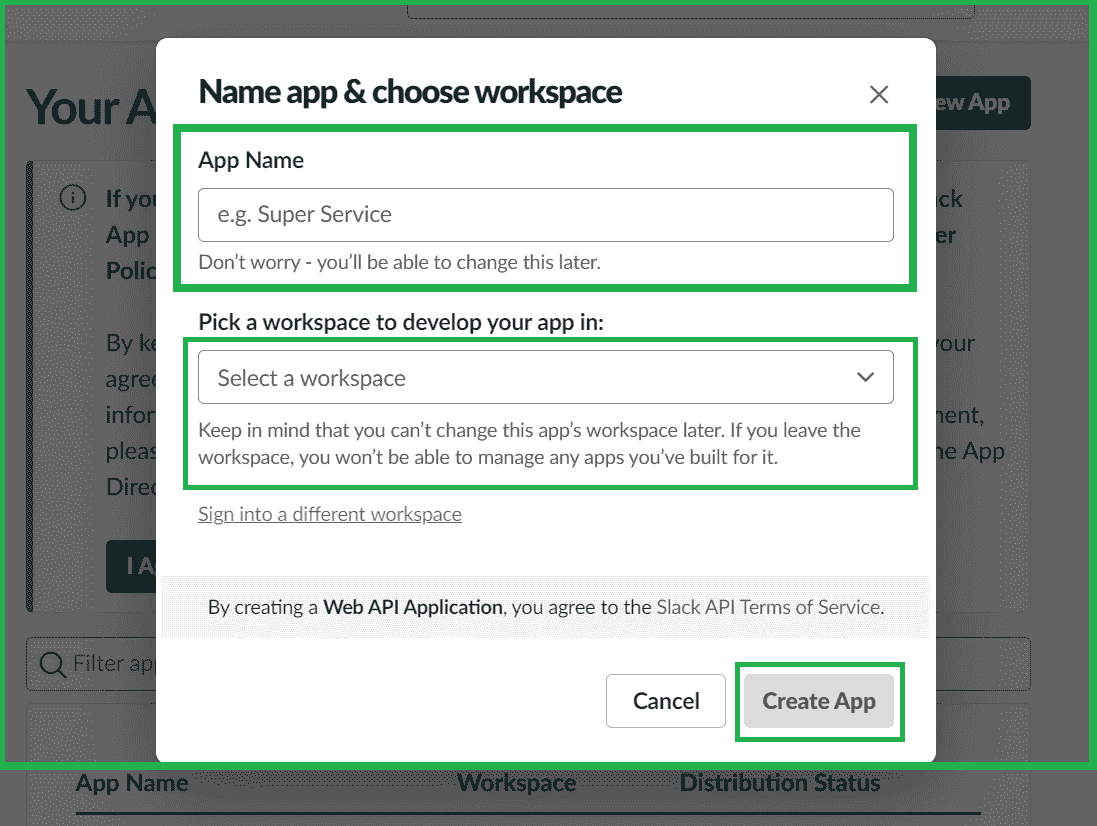 Name app & choose workspace
Your A
ew App
App Name
e.g. Super Service
Don't worry - you'll be able to change this later.
If you
ck
App
er
Polic
Pick a workspace to develop your app in:
By ke
your
Select a workspace
agre
infor
ment,
Keep in mind that you can't change this app's workspace later. If you leave the
workspace, you won't be able to manage any apps you've built for it.
pleas
he App
Direc
Sign into a different workspace
I A
By creating a Web API Application, you agree to the Slack API Terms of Service.
Filter app
Cancel
Create App
App Name Workspace Distribution Status